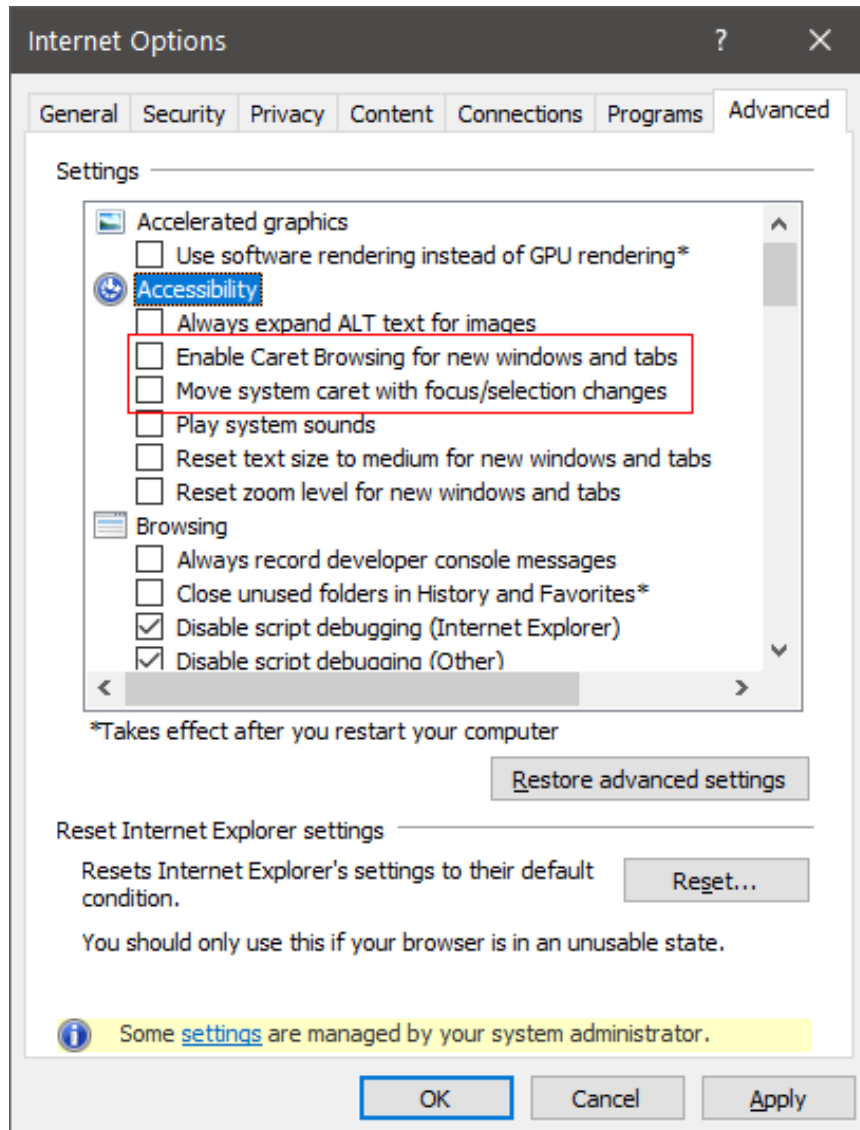 Internet Options
General Security Privacy Content Connections Programs Advanced
Settings
Accelerated graphics
Use software rendering instead of GPU rendering*
Accessibility
Always expand ALT text for images
Enable Caret Browsing for new windows and tabs
Move system caret with focus/selection changes
Play system sounds
Reset text size to medium for new windows and tabs
Reset zoom level for new windows and tabs
Browsing
Always record developer console messages
Close unused folders in History and Favorites*
Disable script debugging (Internet Explorer)
Disable script debugging (Other)
*Takes effect after you restart your computer
Restore advanced settings
Reset Internet Explorer settings
Resets Internet Explorer's settings to their default
condition.
Reset...
You should only use this if your browser is in an unusable state.
Some settings are managed by your system administrator.
OK Cancel Apply